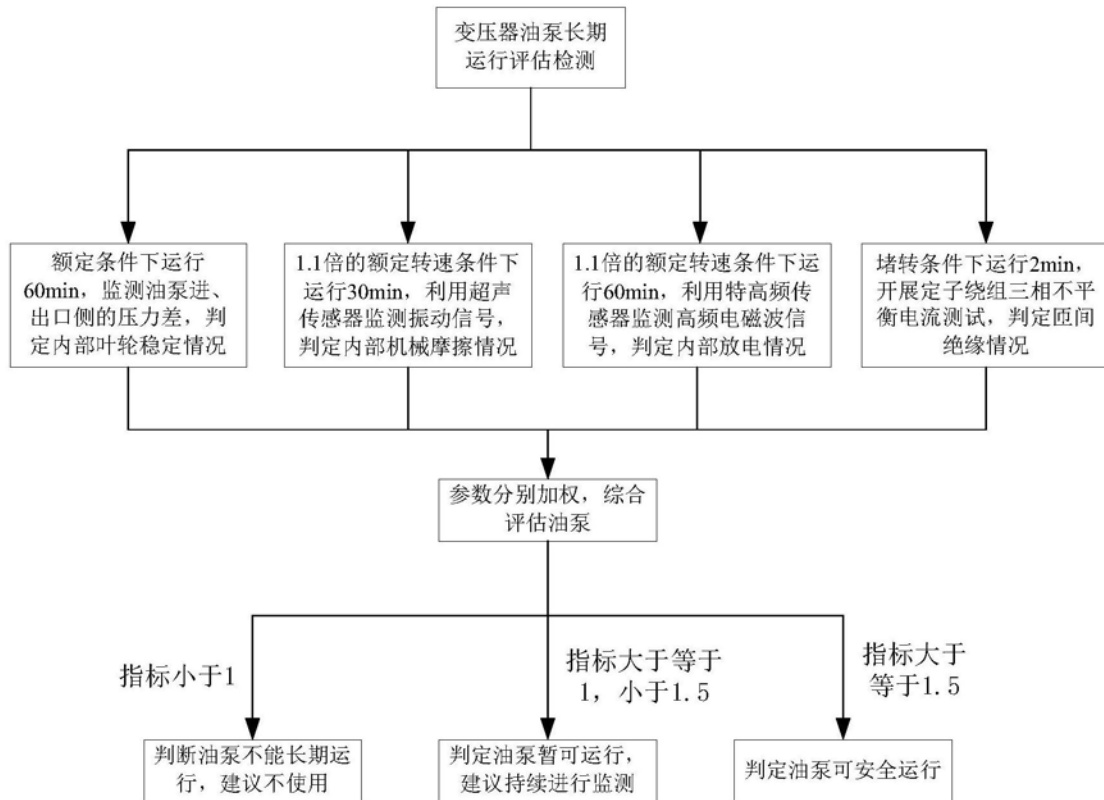 变压器油泵长期
运行评估检测
额定条件下运行
60min，监测油泵进、
出口侧的压力差，判
定内部叶轮稳定情况
1.1倍的额定转速条件下
运行30min，利用超声
传感器监测振动信号，
判定内部机械摩擦情况
1.1倍的额定转速条件下运
行60min，利用特高频传
感器监测高频电磁波信
号，判定内部放电情况
堵转条件下运行2min，
开展定子绕组三相不平
衡电流测试，判定匝间
绝缘情况
参数分别加权，综合
评估油泵
指标小于1
指标大于等于
1，小于1.5
指标大于
等于1.5
判断油泵不能长期运
行，建议不使用
判定油泵暂可运行，
建议持续进行监测
判定油泵可安全运行